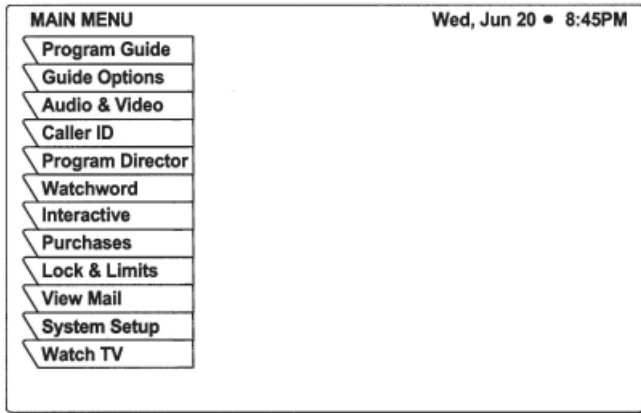 MAIN MENU Wed, Jun 20 • 8:45PM
Program Guide
Guide Options
Audio & Video
Caller ID
Program Director
Watchword
Interactive
Purchases
Lock & Limits
View Mail
System Setup
Watch TV